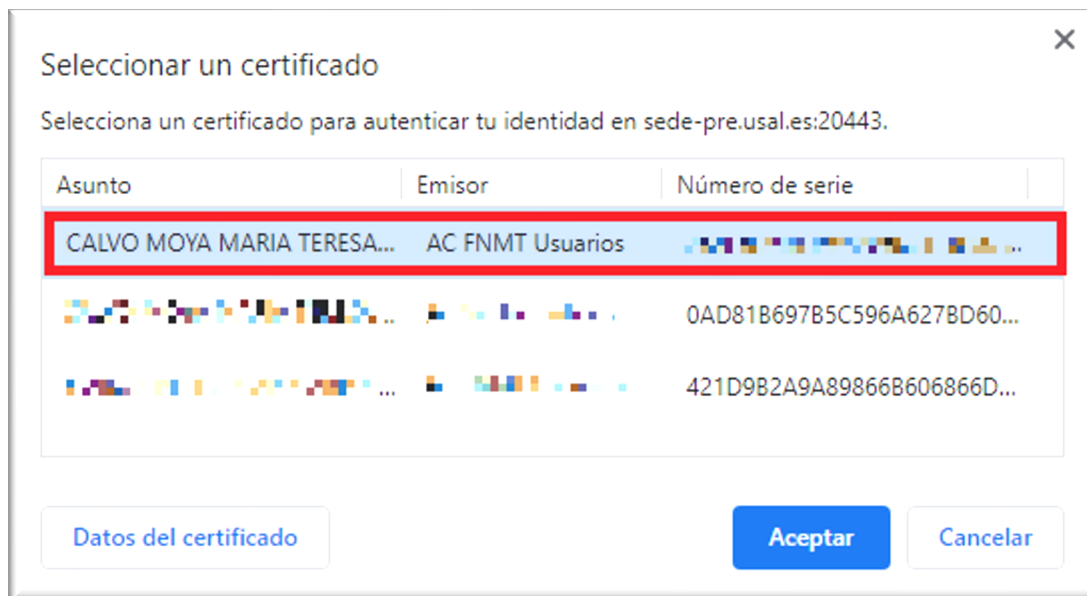 Seleccionar un certificado
Selecciona un certificado para autenticar tu identidad en sede-pre.usal.es:20443.
Asunto Emisor Número de serie
CALVO MOYA MARIA TERESA... AC FNMT Usuarios ...
... 0AD81B697B5C596A627BD60...
... 421D9B2A9A89866B606866D...
Datos del certificado Aceptar Cancelar